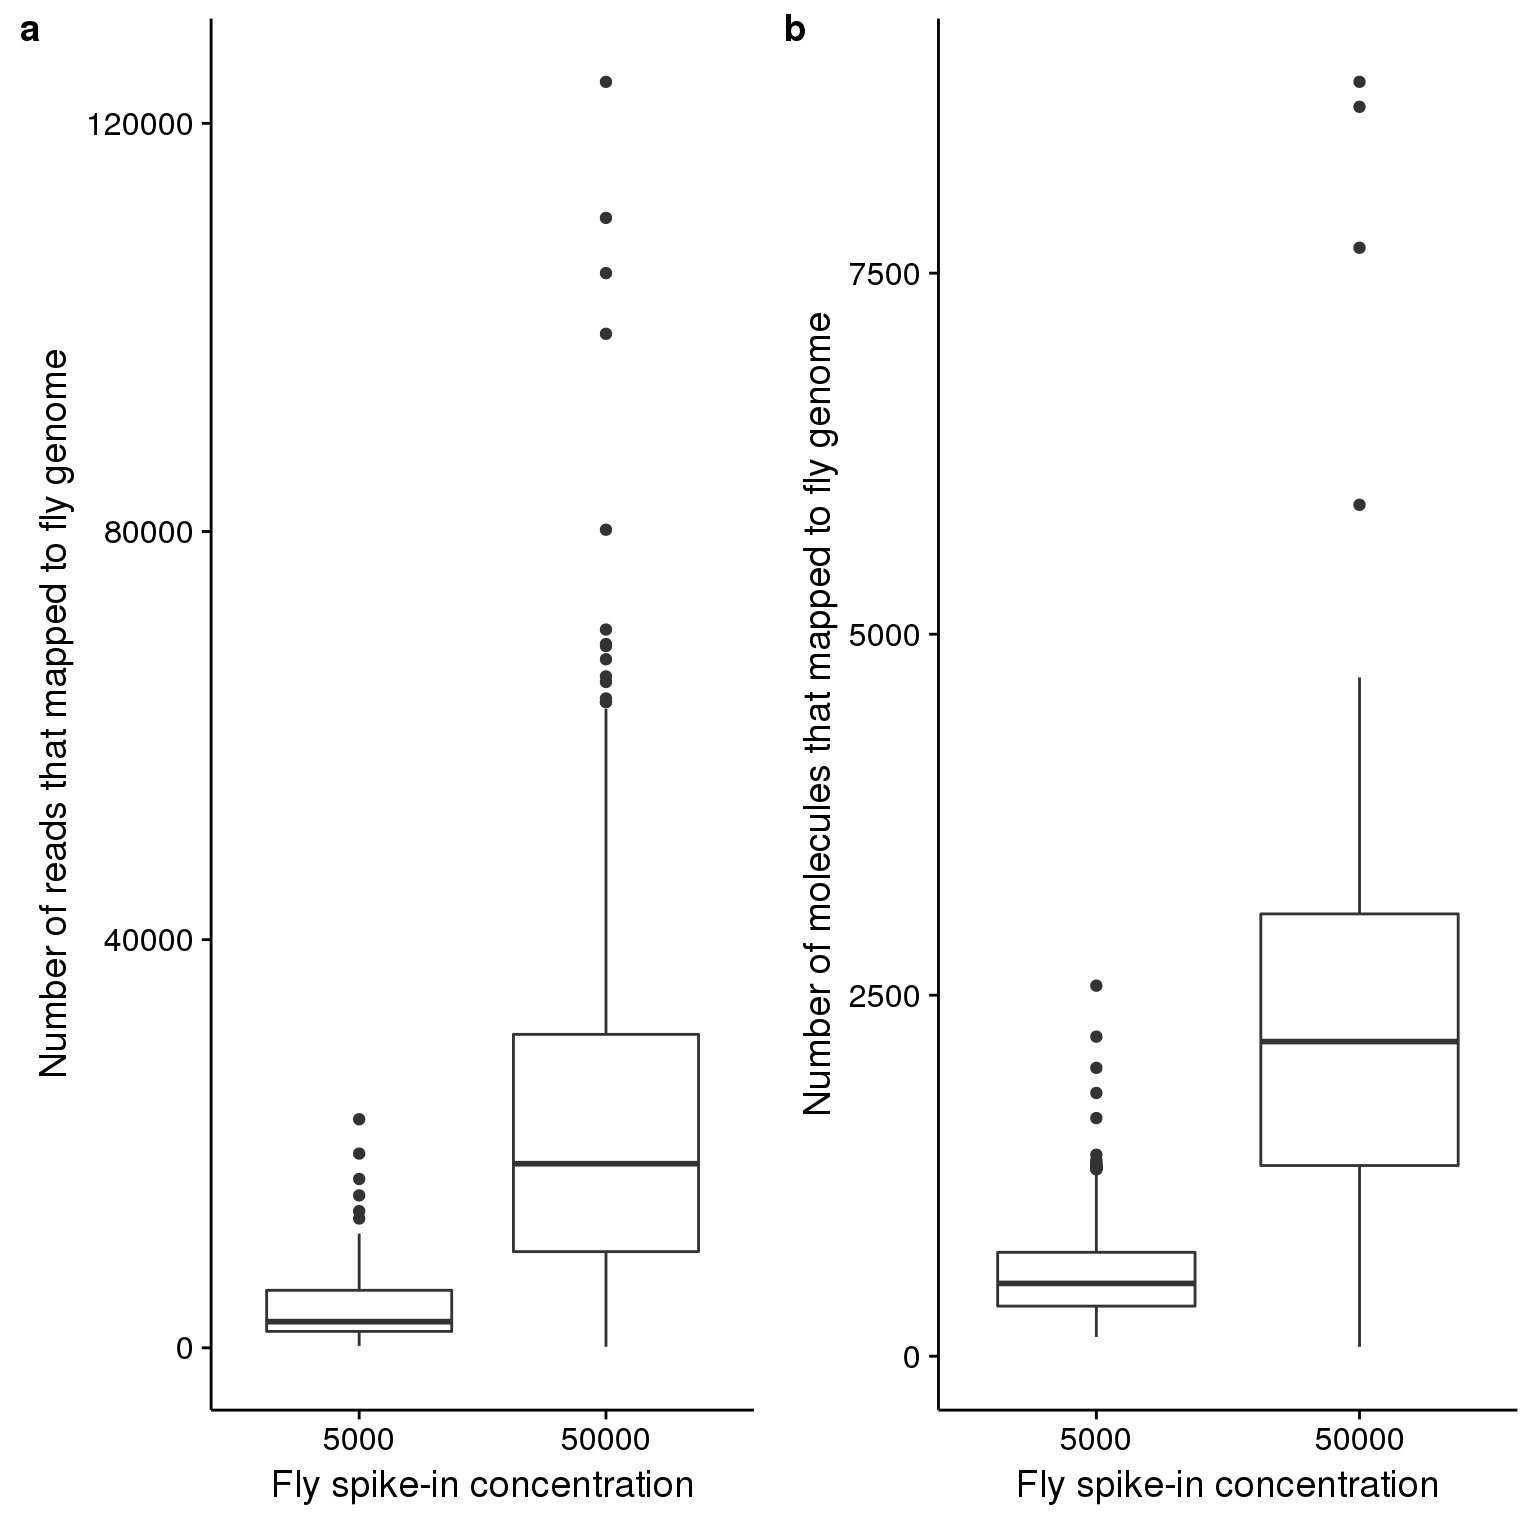 a
Number of reads that mapped to fly genome
120000
80000
40000
0
5000
50000
Fly spike-in concentration
b
Number of molecules that mapped to fly genome
7500
5000
2500
0
5000
50000
Fly spike-in concentration